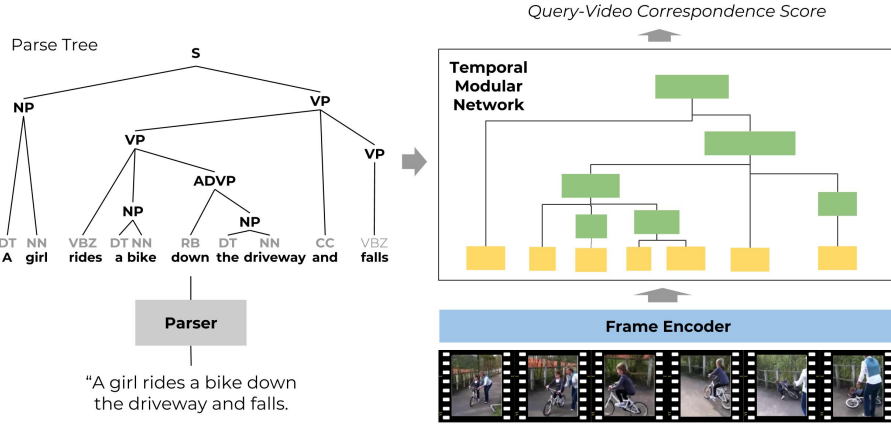 Query-Video Correspondence Score
Parse Tree
S
NP VP
VP VP
ADVP
NP NP
DT NN VBZ DT NN RB DT NN CC VBZ
A girl rides a bike down the driveway and falls
Parser
“A girl rides a bike down
the driveway and falls.
Temporal
Modular
Network
Frame Encoder